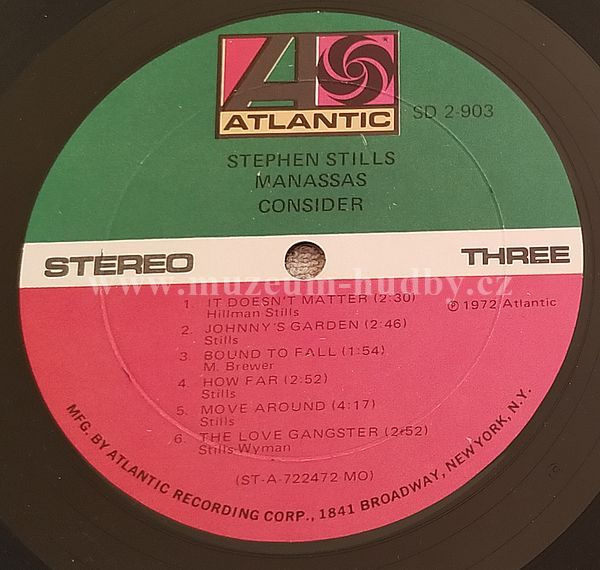 ATLANTIC
SD 2-903
STEPHEN STILLS
MANASSAS
CONSIDER
STEREO
THREE
www.muzeum-hudby.cz
1. IT DOESN'T MATTER (2:30)
Hillman Stills
℗ 1972 Atlantic
2. JOHNNY'S GARDEN (2:46)
Stills
3. BOUND TO FALL (1:54)
M. Brewer
4. HOW FAR (2:52)
Stills
5. MOVE AROUND (4:17)
Stills
6. THE LOVE GANGSTER (2:52)
Stills Wyman
(ST-A-722472 MO)
MFG. BY ATLANTIC RECORDING CORP., 1841 BROADWAY, NEW YORK, N.Y.